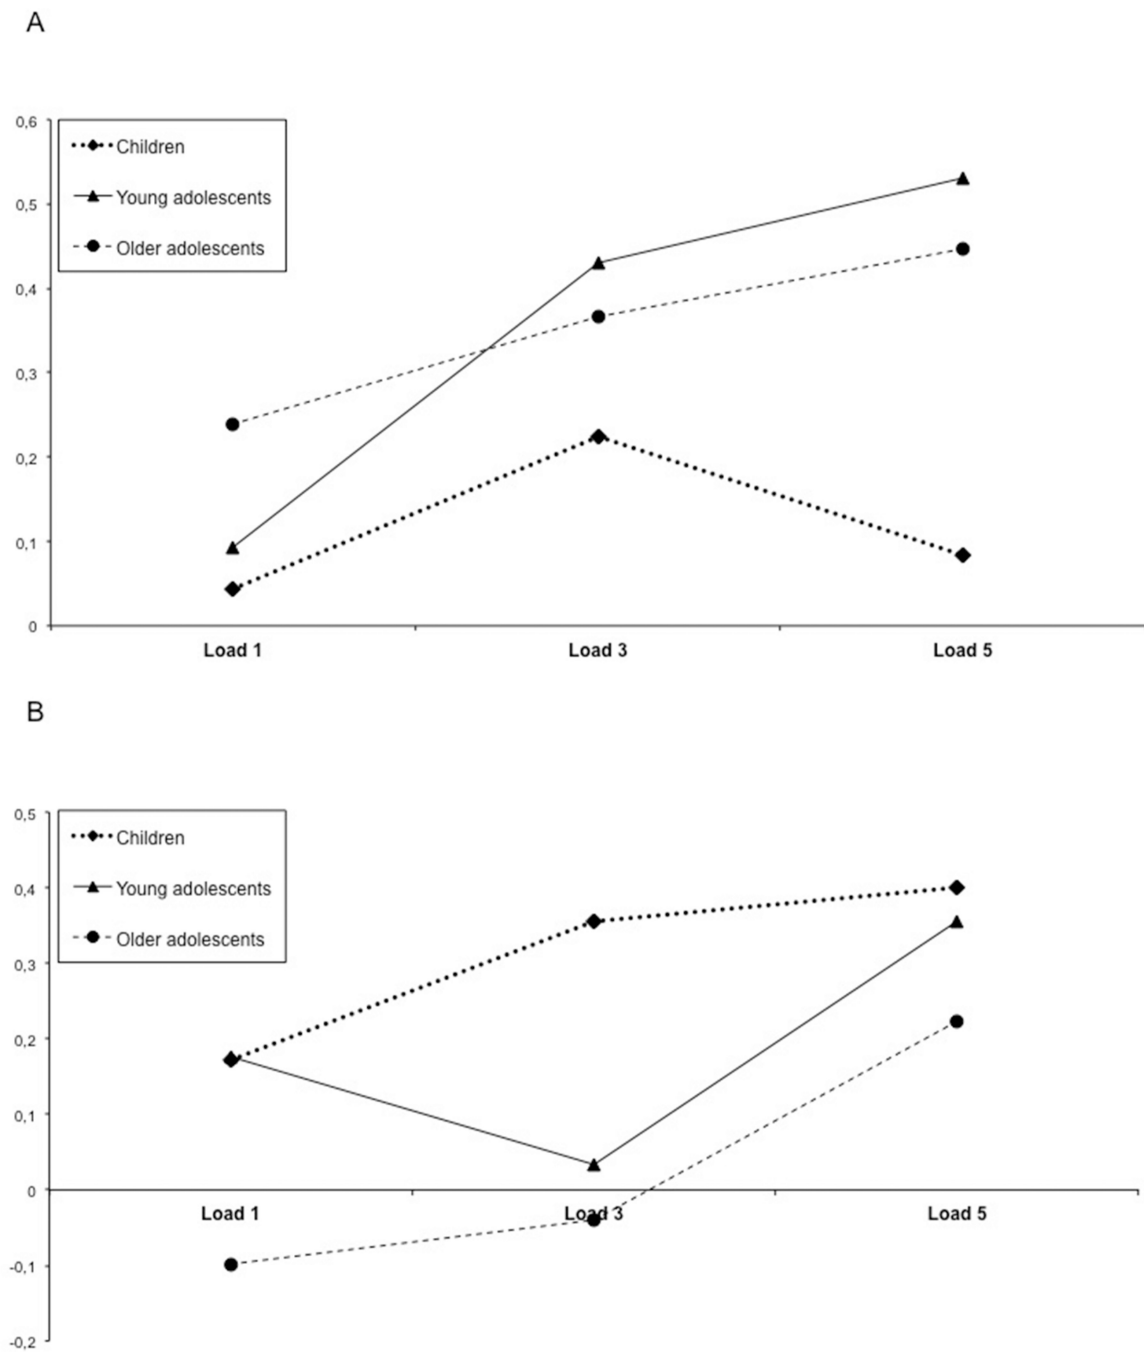 A
0,6
Children
Young adolescents
0,5
Older adolescents
0,4
0,3
0,2
0,1
0
Load 1 Load 3 Load 5
B
0,5
Children
Young adolescents
0,4
Older adolescents
0,3
0,2
0,1
0
Load 1 Load 3 Load 5
-0,1
-0,2